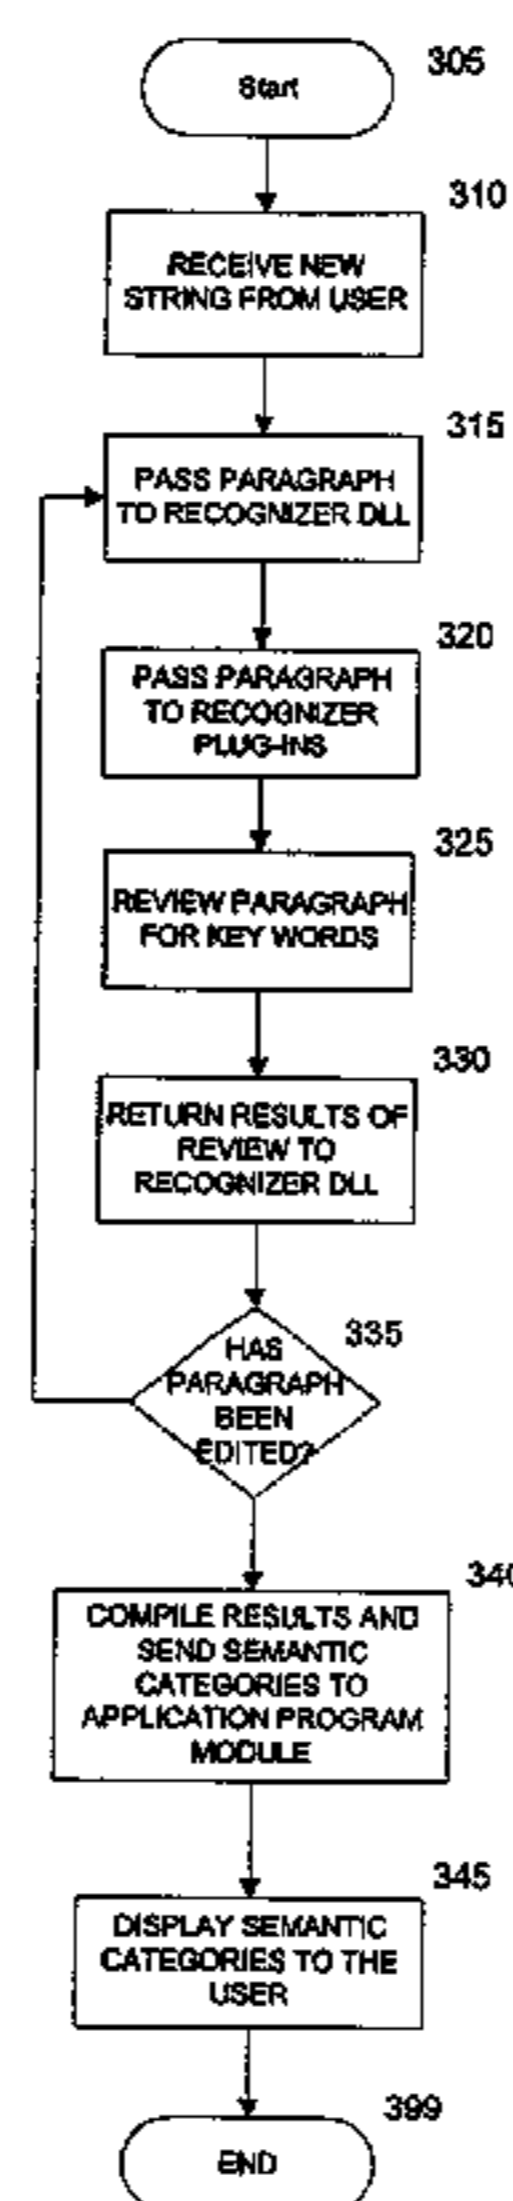 305
Start
310
RECEIVE NEW
STRING FROM USER
315
PASS PARAGRAPH
TO RECOGNIZER DLL
320
PASS PARAGRAPH
TO RECOGNIZER
PLUG-INS
325
REVIEW PARAGRAPH
FOR KEY WORDS
330
RETURN RESULTS OF
REVIEW TO
RECOGNIZER DLL
335
HAS
PARAGRAPH
BEEN
EDITED?
340
COMPILE RESULTS AND
SEND SEMANTIC
CATEGORIES TO
APPLICATION PROGRAM
MODULE
345
DISPLAY SEMANTIC
CATEGORIES TO THE
USER
399
END